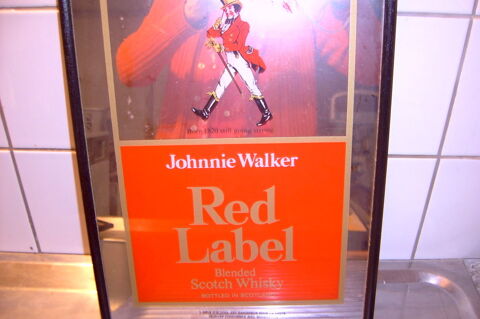 Born 1820 still going strong
Johnnie Walker
Red
Label
Blended
Scotch Whisky
BOTTLED IN SCOTLAND